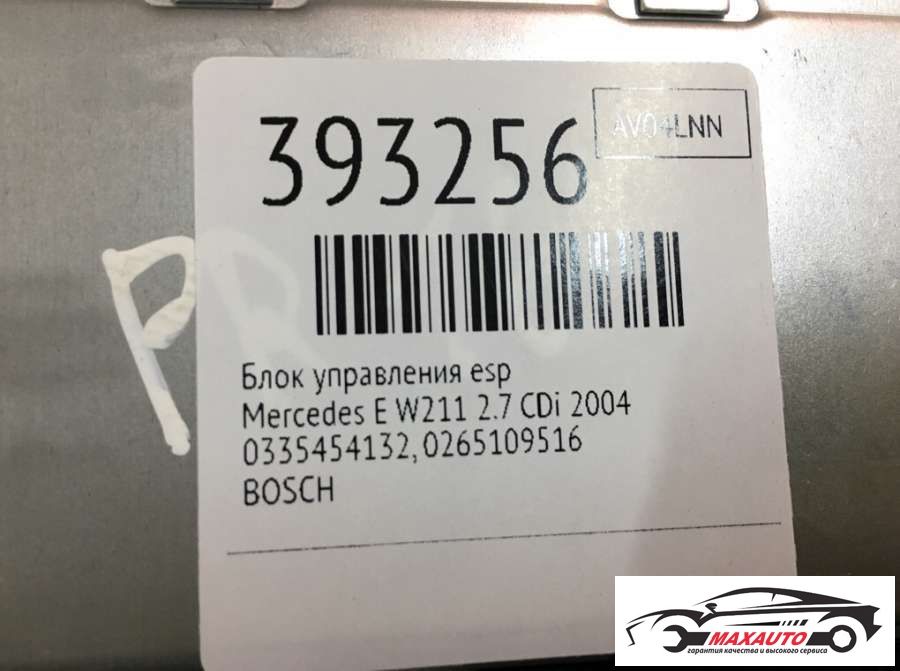 393256
AV04LNN
Блок управления esp
Mercedes E W211 2.7 CDi 2004
0335454132,0265109516
BOSCH
PR
MAXAUTO
гарантия качества и высокого сервиса